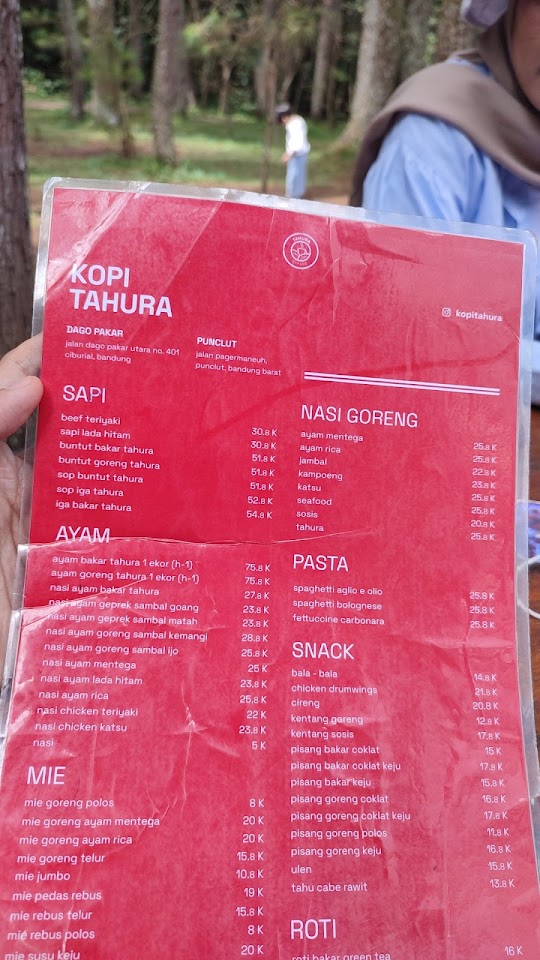 TAHURA
KOPI
TAHURA
kopitahura
DAGO PAKAR
jalan dago pakar utara no. 401
ciburial, bandung
PUNCLUT
jalan pagermaneuh,
punclut, bandung barat
SAPI
beef teriyaki 30.8 K
sapi lada hitam 30.8 K
buntut bakar tahura 51.8 K
buntut goreng tahura 51.8 K
sop buntut tahura 51.8 K
sop iga tahura 52.8 K
iga bakar tahura 54.8 K
AYAM
ayam bakar tahura 1 ekor (h-1) 75.8 K
ayam goreng tahura 1 ekor (h-1) 75.8 K
nasi ayam bakar tahura 27.8 K
nasi ayam geprek sambal goang 23.8 K
nasi ayam geprek sambal matah 23.8 K
nasi ayam goreng sambal kemangi 28.8 K
nasi ayam goreng sambal ijo 25.8 K
nasi ayam mentega 25 K
nasi ayam lada hitam 23.8 K
nasi ayam rica 25.8 K
nasi chicken teriyaki 22 K
nasi chicken katsu 23.8 K
nasi 5 K
MIE
mie goreng polos 8 K
mie goreng ayam mentega 20 K
mie goreng ayam rica 20 K
mie goreng telur 15.8 K
mie jumbo 10.8 K
mie pedas rebus 19 K
mie rebus telur 15.8 K
mie rebus polos 8 K
mie susu keju 20 K
NASI GORENG
ayam mentega 25.8 K
ayam rica 25.8 K
jambal 22.8 K
kampoeng 23.8 K
katsu 25.8 K
seafood 25.8 K
sosis 20.8 K
tahura 25.8 K
PASTA
spaghetti aglio e olio 25.8 K
spaghetti bolognese 25.8 K
fettuccine carbonara 25.8 K
SNACK
bala - bala 14.8 K
chicken drumwings 21.8 K
cireng 20.8 K
kentang goreng 12.8 K
kentang sosis 17.8 K
pisang bakar coklat 15 K
pisang bakar coklat keju 17.8 K
pisang bakar keju 15.8 K
pisang goreng coklat 16.8 K
pisang goreng coklat keju 17.8 K
pisang goreng polos 11.8 K
pisang goreng keju 16.8 K
ulen 15.8 K
tahu cabe rawit 13.8 K
ROTI
roti bakar green tea 16 K